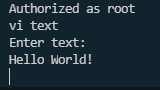 Authorized as root
vi text
Enter text:
Hello World!